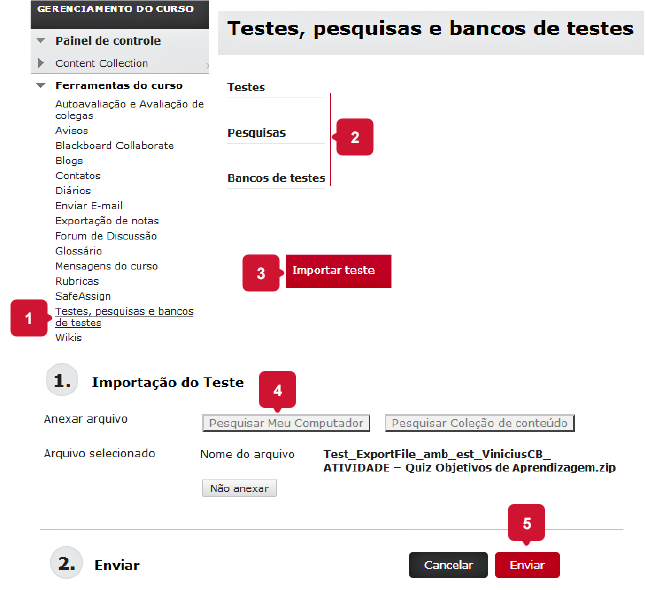 GERENCIAMENTO DO CURSO
Painel de controle
Content Collection
Ferramentas do curso
Autoavaliação e Avaliação de
colegas
Avisos
Blackboard Collaborate
Blogs
Contatos
Diários
Enviar E-mail
Exportação de notas
Forum de Discussão
Glossário
Mensagens do curso
Rubricas
SafeAssign
1
Testes, pesquisas e bancos
de testes
Wikis
Testes, pesquisas e bancos de testes
Testes
Pesquisas
2
Bancos de testes
3
Importar teste
1.
Importação do Teste
4
Anexar arquivo
Pesquisar Meu Computador
Pesquisar Coleção de conteúdo
Arquivo selecionado
Nome do arquivo
Test_ExportFile_amb_est_ViniciusCB_
ATIVIDADE – Quiz Objetivos de Aprendizagem.zip
Não anexar
5
2.
Enviar
Cancelar
Enviar